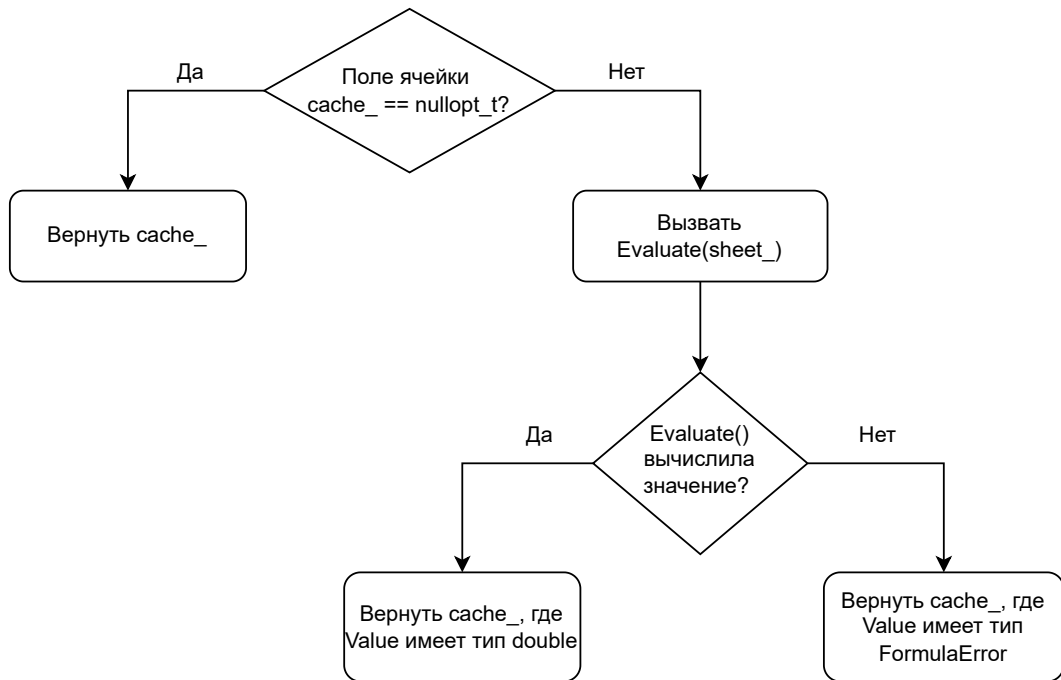 Поле ячейки
cache_ == nullopt_t?
Да
Нет
Вернуть cache_
Вызвать
Evaluate(sheet_)
Evaluate()
вычислила
значение?
Да
Нет
Вернуть cache_, где
Value имеет тип double
Вернуть cache_, где
Value имеет тип
FormulaError